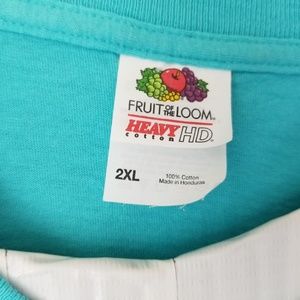 FRUIT OF THE LOOM
HEAVY HD
cotton
2XL
100% Cotton
Made in Honduras